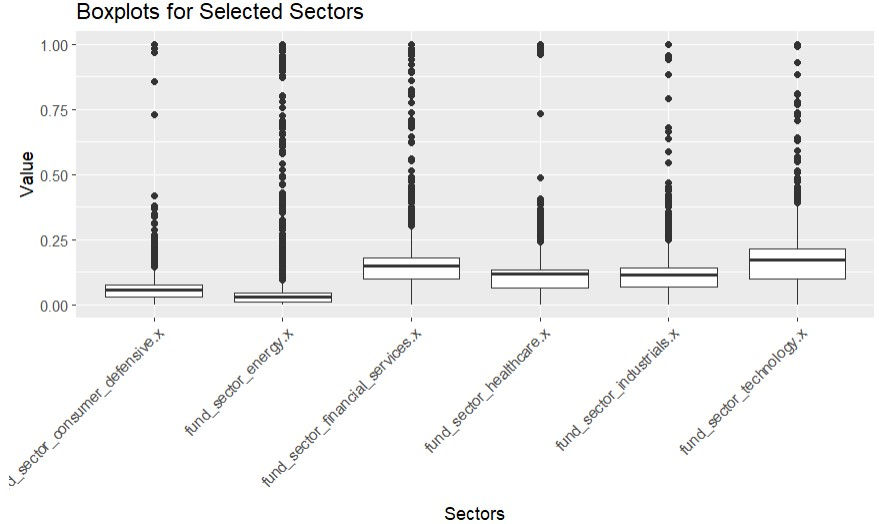 Boxplots for Selected Sectors
1.00
0.75
0.50
0.25
0.00
Value
d_sector_consumer_defensive.x
fund_sector_energy.x
fund_sector_financial_services.x
fund_sector_healthcare.x
fund_sector_industrials.x
fund_sector_technology.x
Sectors